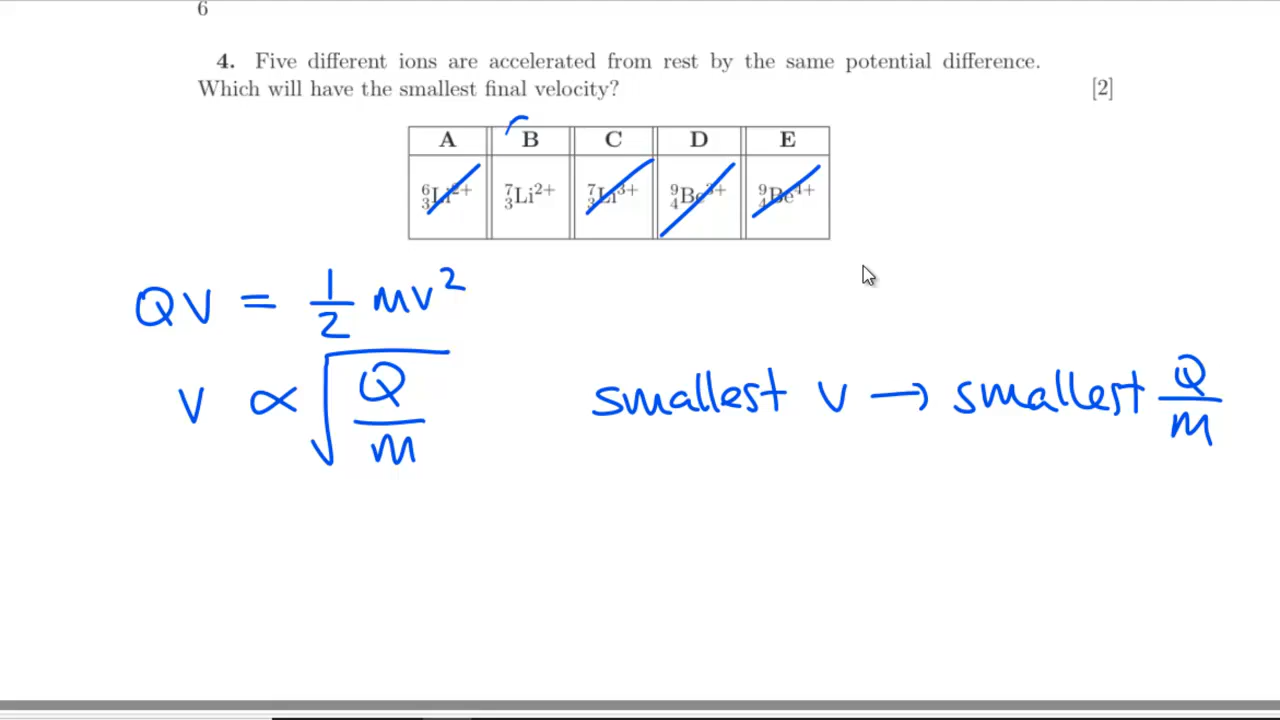 6
4. Five different ions are accelerated from rest by the same potential difference.
Which will have the smallest final velocity? [2]
A B C D E
⁶₃Li²⁺ ⁷₃Li²⁺ ⁷₃Li³⁺ ⁹₄Be³⁺ ⁹₄Be⁴⁺
QV = 1/2 mv²
v ∝ √(Q/m) smallest v → smallest Q/m